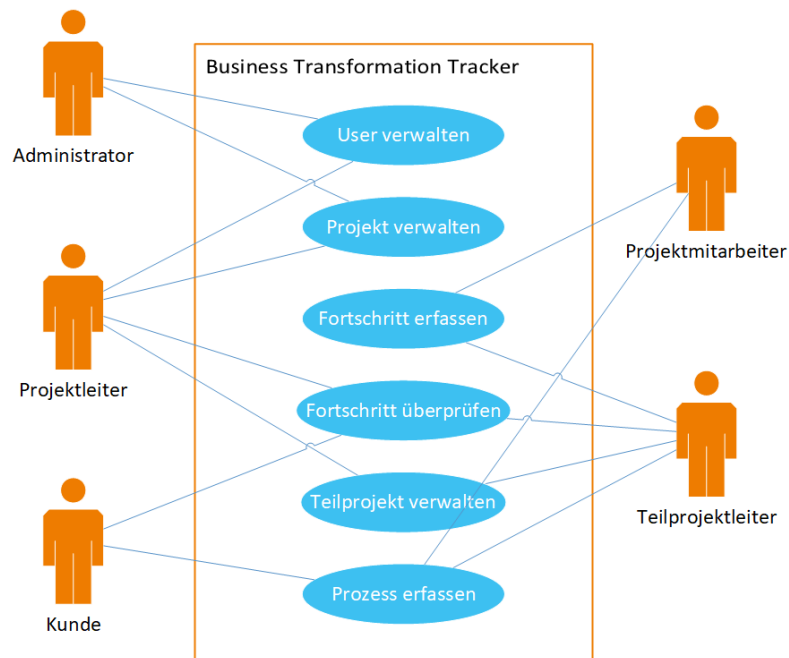 Business Transformation Tracker
User verwalten
Administrator
Projekt verwalten
Projektmitarbeiter
Fortschritt erfassen
Projektleiter
Fortschritt überprüfen
Teilprojekt verwalten
Teilprojektleiter
Prozess erfassen
Kunde